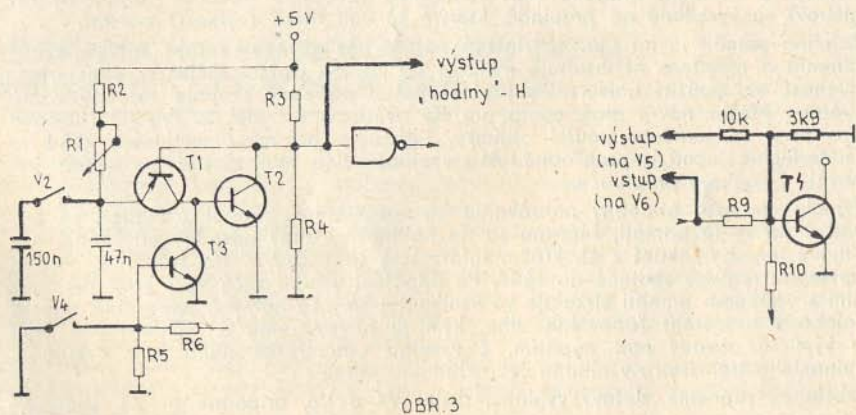 +5 V
výstup
„hodiny"-H
R2
R3
R1
V2
T1
T2
150n
47n
T3
R4
V4
R5
R6
10k
3k9
výstup
(na V5)
vstup
(na V6)
R9
T4
R10
OBR.3